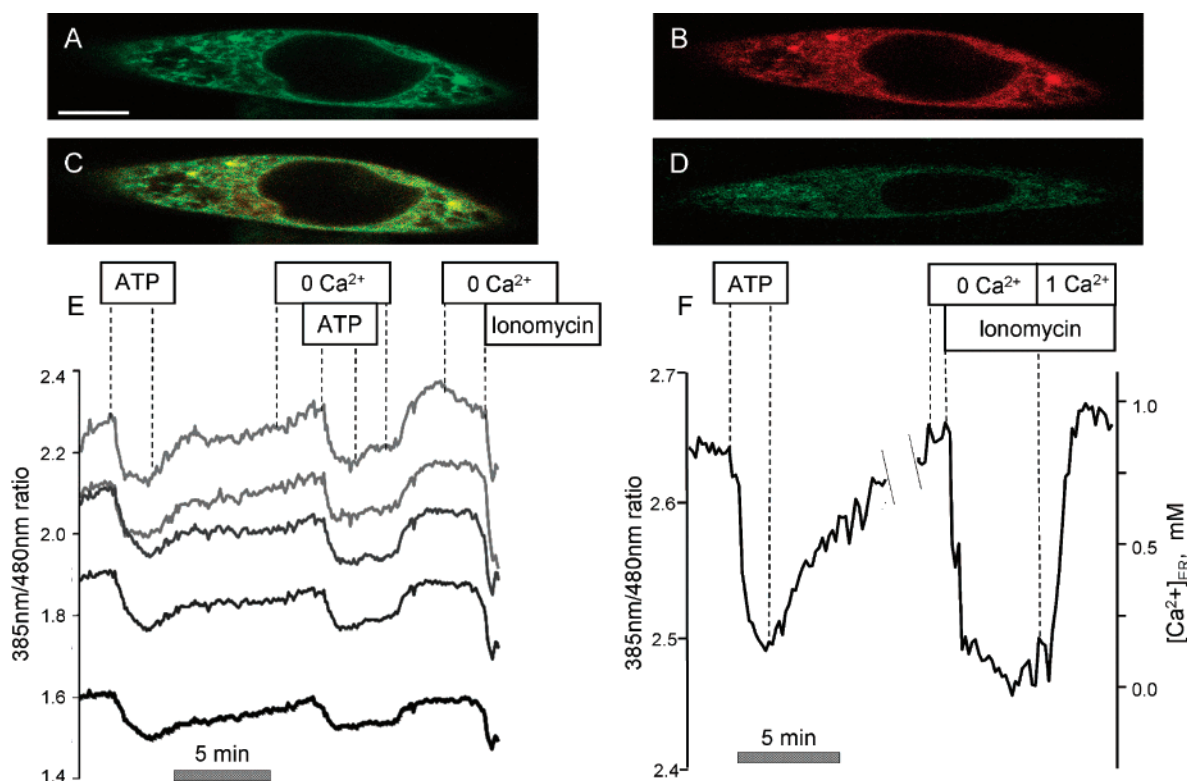 A
B
C
D
E
ATP
0 Ca²⁺
ATP
0 Ca²⁺
Ionomycin
385nm/480nm ratio
2.4
2.2
2.0
1.8
1.6
1.4
5 min
F
ATP
0 Ca²⁺
1 Ca²⁺
Ionomycin
385nm/480nm ratio
2.7
2.6
2.5
2.4
5 min
1.0
0.5
0.0
[Ca²⁺]ER, mM